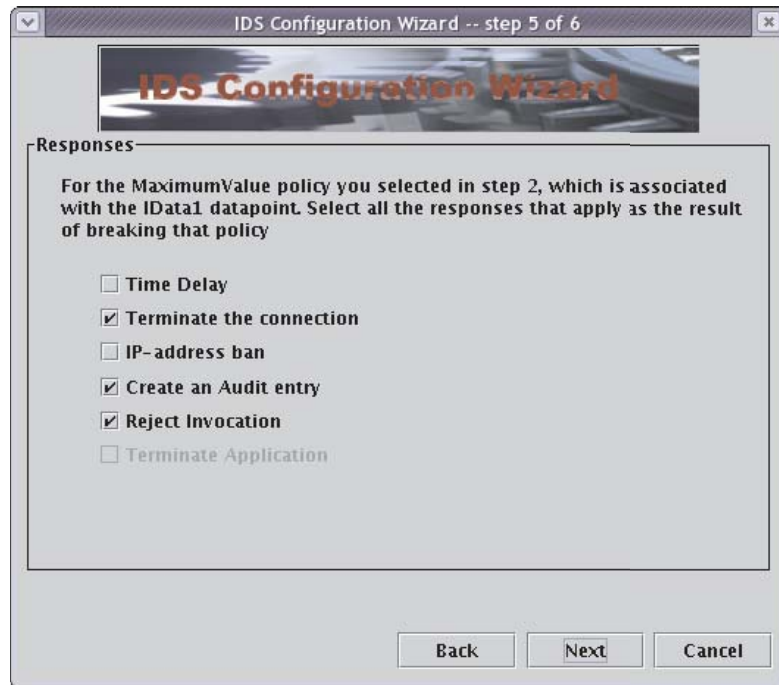 IDS Configuration Wizard -- step 5 of 6
IDS Configuration Wizard
Responses
For the MaximumValue policy you selected in step 2, which is associated
with the IData1 datapoint. Select all the responses that apply as the result
of breaking that policy
Time Delay
Terminate the connection
IP-address ban
Create an Audit entry
Reject Invocation
Terminate Application
Back
Next
Cancel